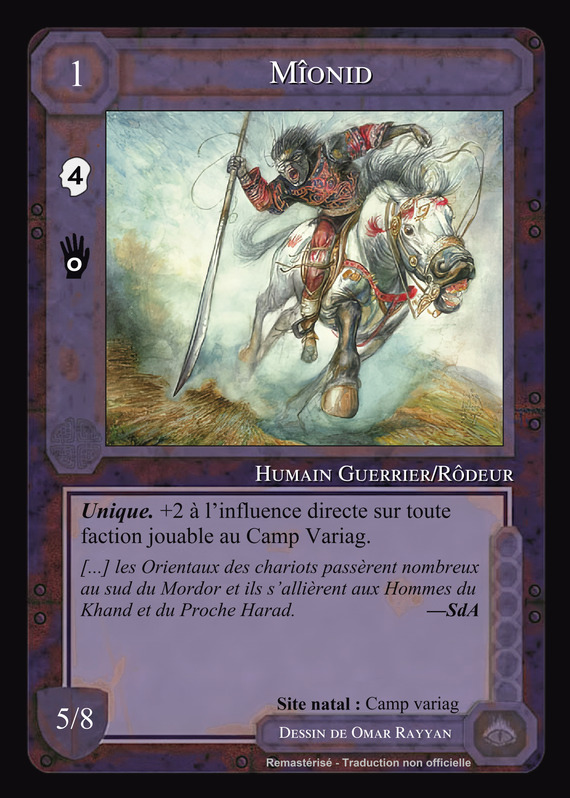 1
Mîonid
4
0
Humain Guerrier/Rôdeur
Unique. +2 à l'influence directe sur toute
faction jouable au Camp Variag.
[...] les Orientaux des chariots passèrent nombreux
au sud du Mordor et ils s'allièrent aux Hommes du
Khand et du Proche Harad. —SdA
Site natal : Camp variag
5/8
Dessin de Omar Rayyan
Remastérisé - Traduction non officielle